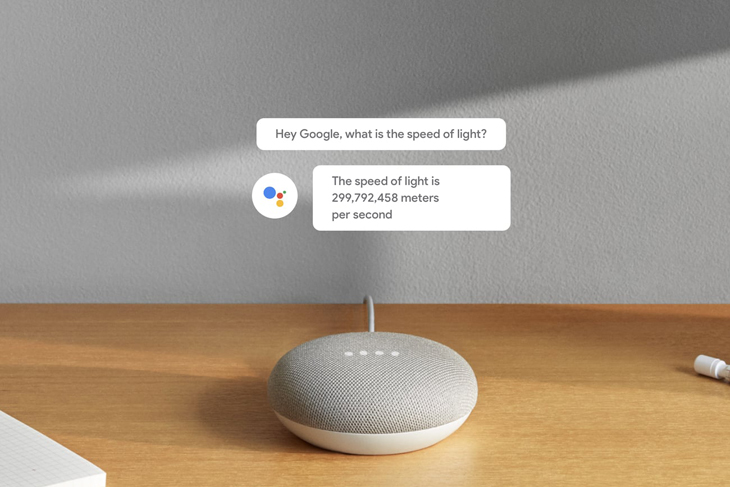 Hey Google, what is the speed of light?
The speed of light is
299,792,458 meters
per second